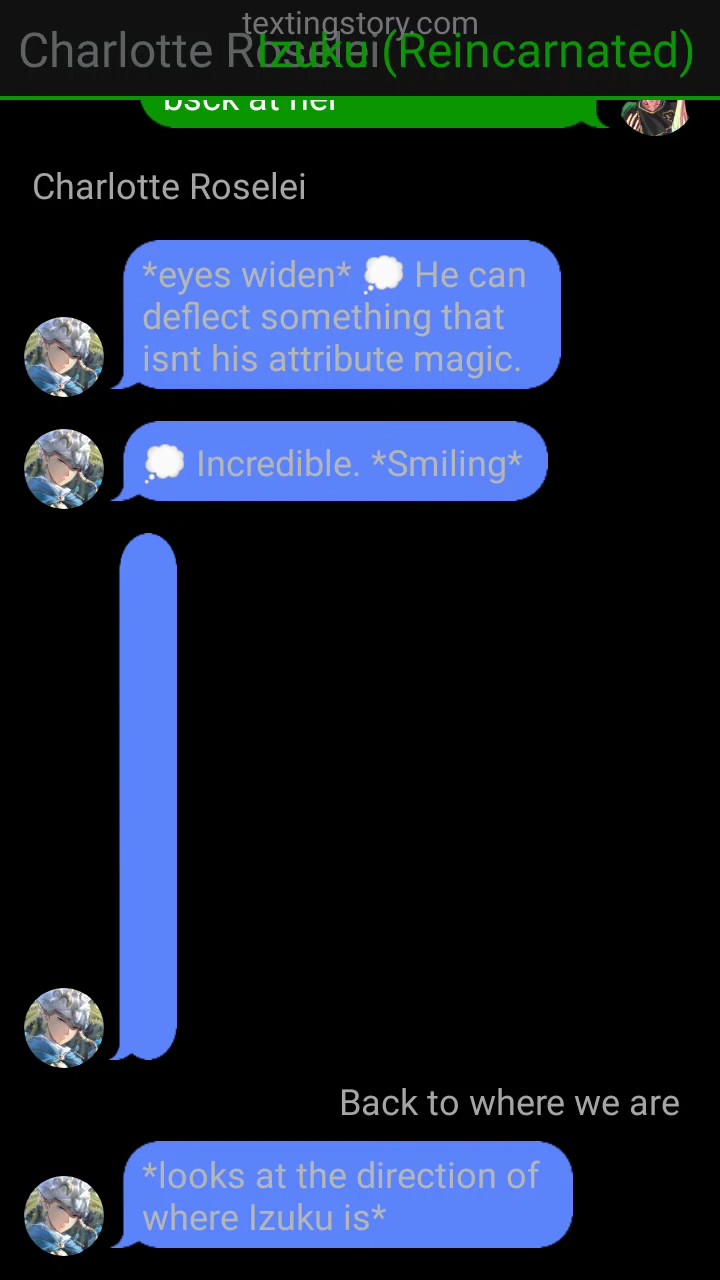 textingstory.com
Charlotte Roselei
Izuku (Reincarnated)
bsck at her
Charlotte Roselei
*eyes widen* 💭 He can
deflect something that
isnt his attribute magic.
💭 Incredible. *Smiling*
Back to where we are
*looks at the direction of
where Izuku is*